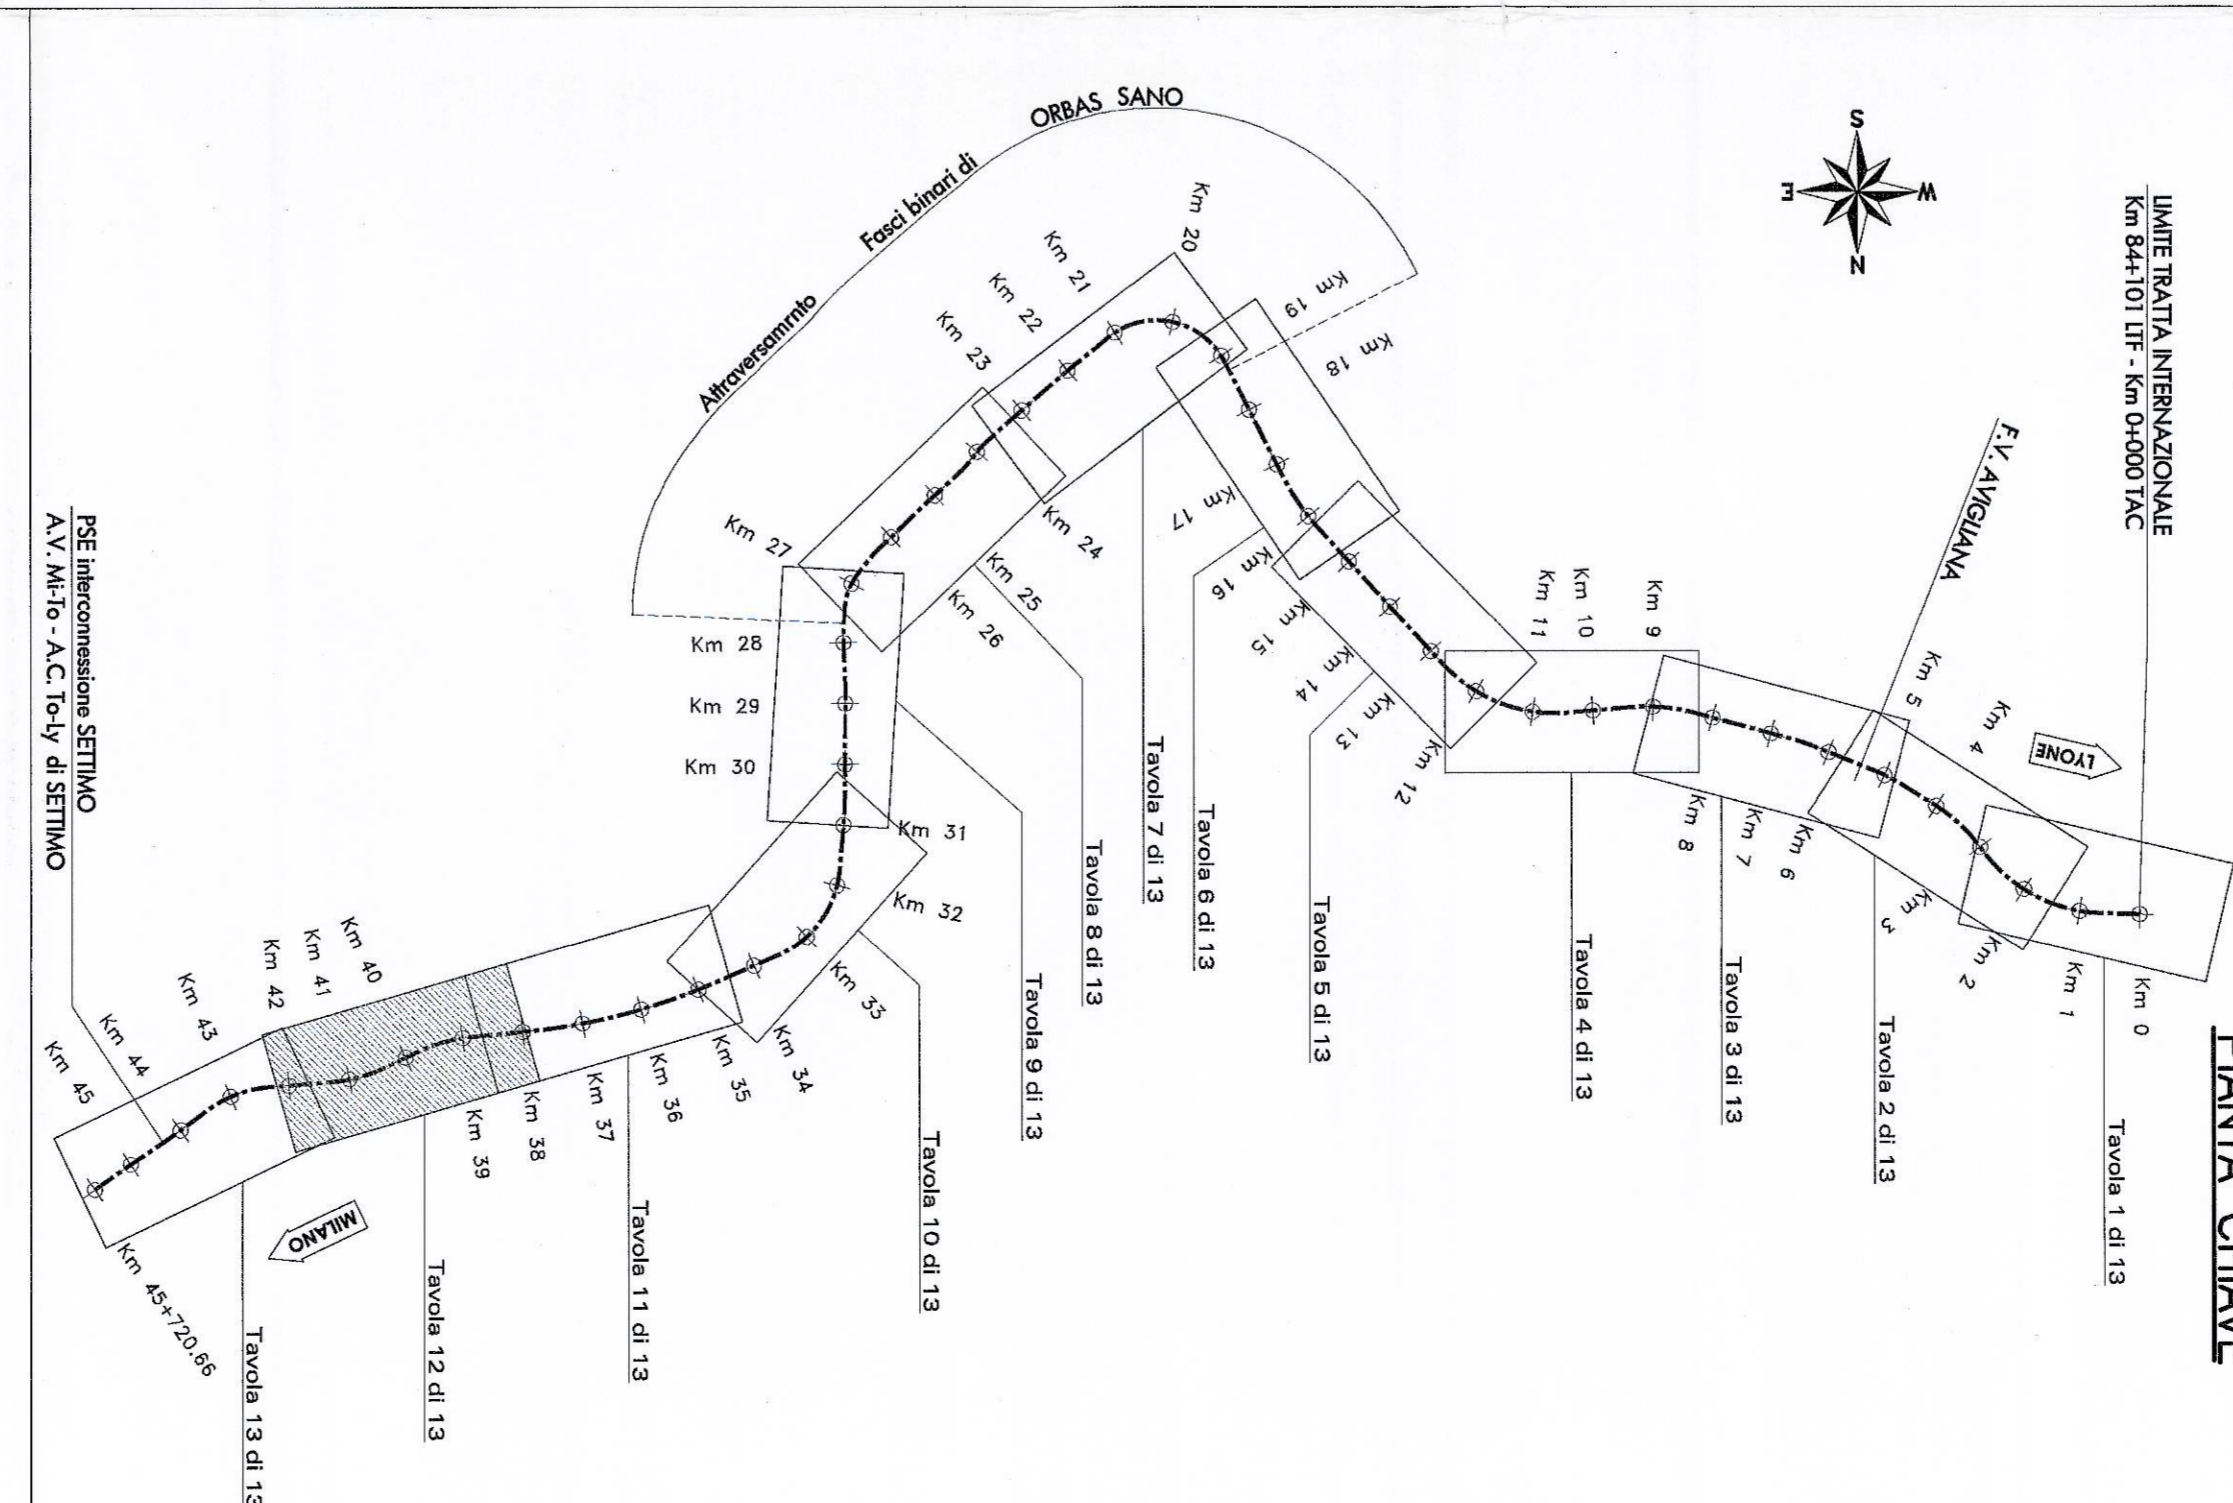 PIANTA CHIAVE
LIMITE TRATTA INTERNAZIONALE
Km 84+101 LTF - Km 0+000 TAC
S
E
W
N
F.V. AVIGLIANA
LYONE
ORBAS SANO
Fasci binari di
Attraversamrnto
PSE interconnessione SETTIMO
A.V. Mi-To - A.C. To-Ly di SETTIMO
MILANO
Km 0
Km 1
Km 2
Km 3
Km 4
Km 5
Km 6
Km 7
Km 8
Km 9
Km 10
Km 11
Km 12
Km 13
Km 14
Km 15
Km 16
Km 17
Km 18
Km 19
Km 20
Km 21
Km 22
Km 23
Km 24
Km 25
Km 26
Km 27
Km 28
Km 29
Km 30
Km 31
Km 32
Km 33
Km 34
Km 35
Km 36
Km 37
Km 38
Km 39
Km 40
Km 41
Km 42
Km 43
Km 44
Km 45
Km 45+720.66
Tavola 1 di 13
Tavola 2 di 13
Tavola 3 di 13
Tavola 4 di 13
Tavola 5 di 13
Tavola 6 di 13
Tavola 7 di 13
Tavola 8 di 13
Tavola 9 di 13
Tavola 10 di 13
Tavola 11 di 13
Tavola 12 di 13
Tavola 13 di 13